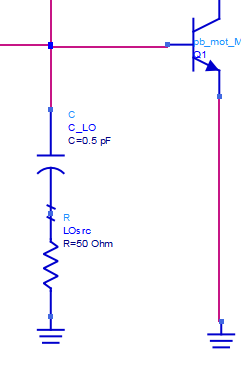 pb_mot_M
Q1
C
C_LO
C=0.5 pF
R
LOsrc
R=50 Ohm